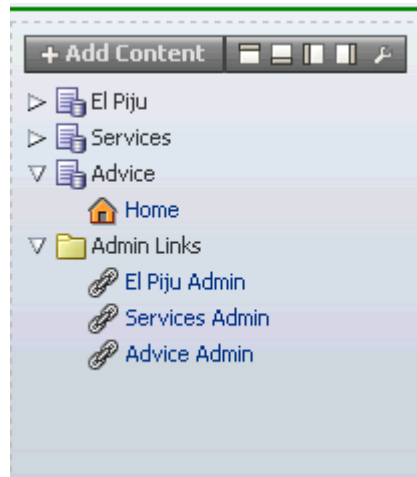 + Add Content
El Piju
Services
Advice
Home
Admin Links
El Piju Admin
Services Admin
Advice Admin